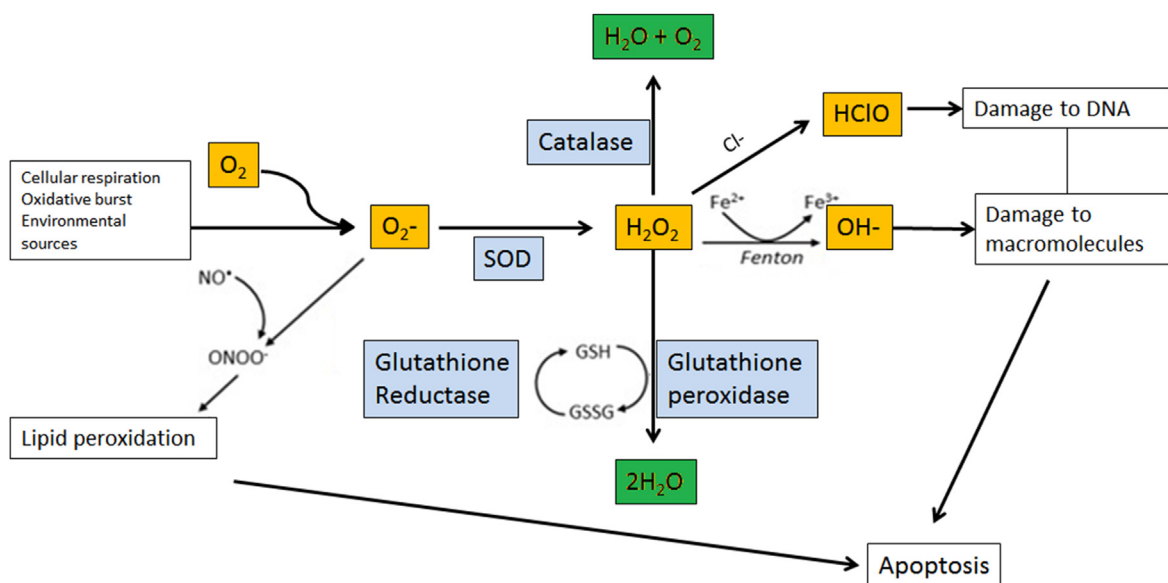 H₂O + O₂
HClO
Damage to DNA
Catalase
Cl-
O₂
Cellular respiration
Oxidative burst
Environmental
sources
O₂-
SOD
H₂O₂
Fe²⁺
Fe³⁺
Fenton
OH-
Damage to
macromolecules
NO•
ONOO⁻
Glutathione
Reductase
GSH
GSSG
Glutathione
peroxidase
Lipid peroxidation
2H₂O
Apoptosis